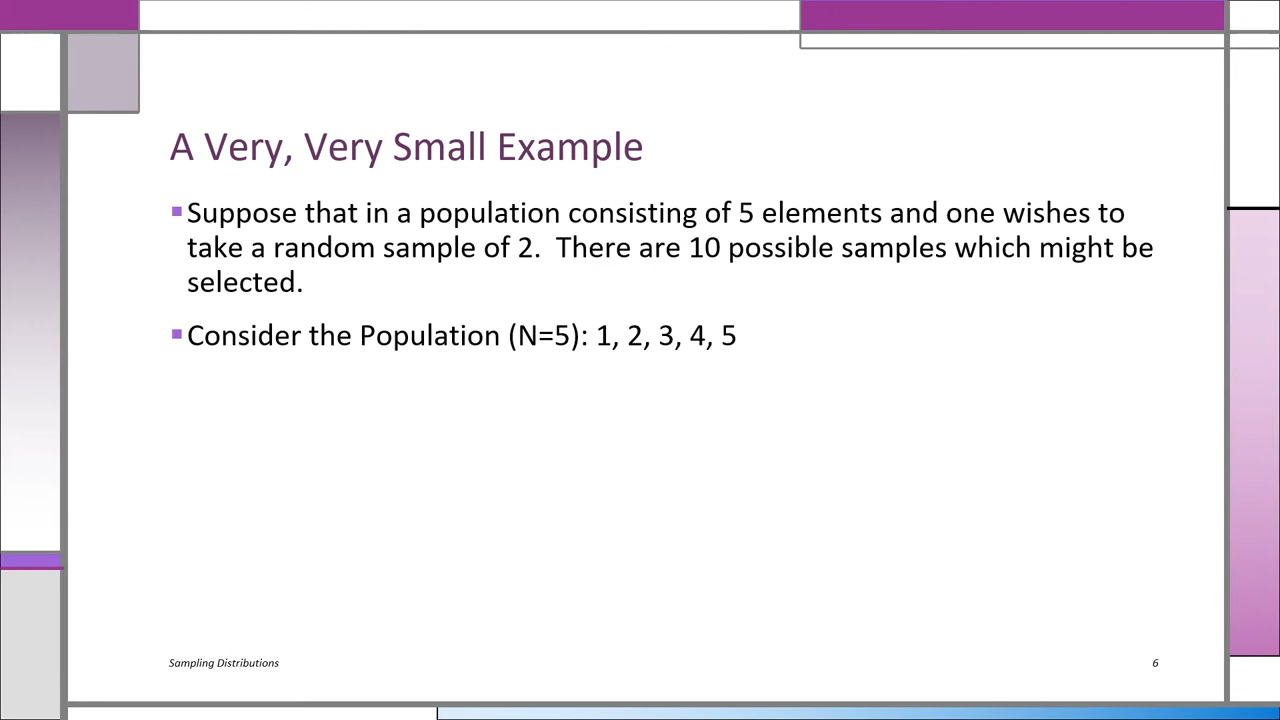 A Very, Very Small Example
▪Suppose that in a population consisting of 5 elements and one wishes to
take a random sample of 2.  There are 10 possible samples which might be
selected.
▪Consider the Population (N=5): 1, 2, 3, 4, 5
Sampling Distributions
6